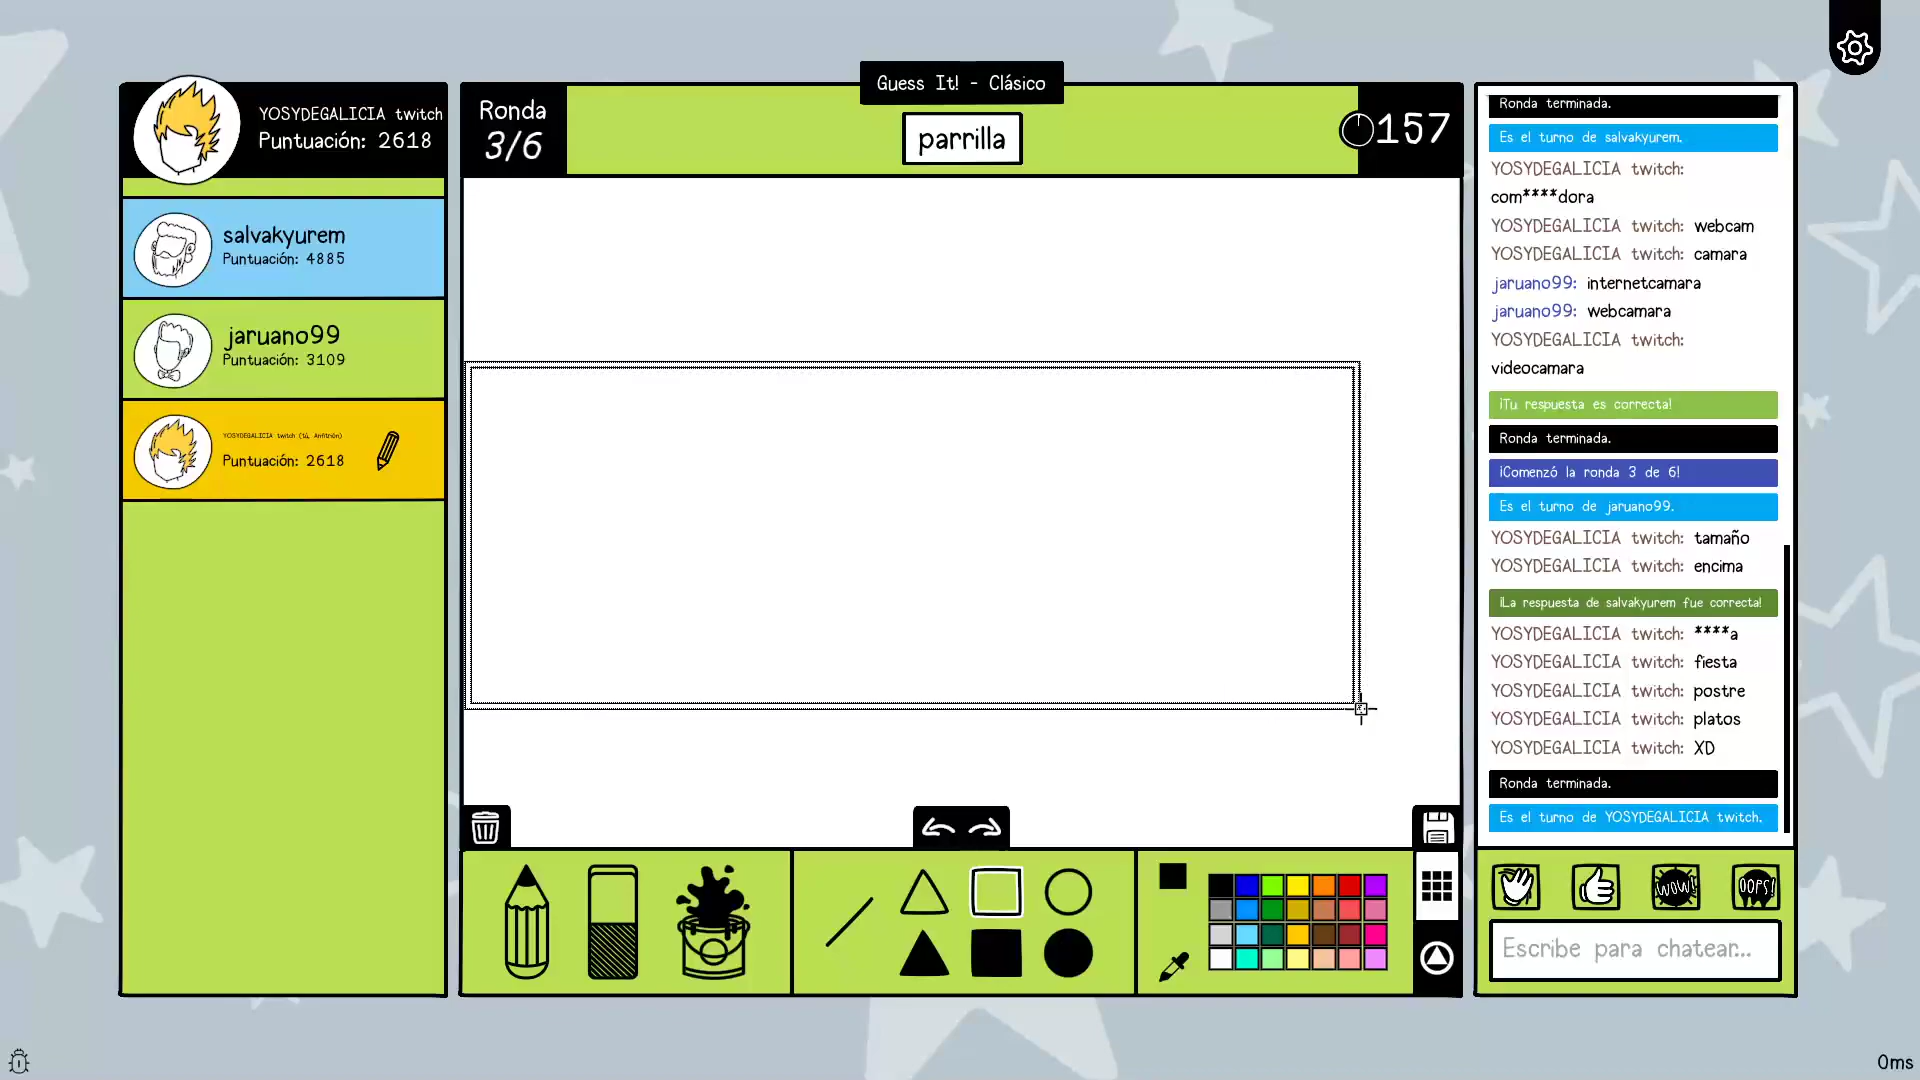 YOSYDEGALICIA twitch
Puntuación: 2618
salvakyurem
Puntuación: 4885
jaruano99
Puntuación: 3109
YOSYDEGALICIA twitch (tú, Anfitrión)
Puntuación: 2618
Ronda
3/6
Guess It! - Clásico
parrilla
157
Ronda terminada.
Es el turno de salvakyurem.
YOSYDEGALICIA twitch:
com****dora
YOSYDEGALICIA twitch: webcam
YOSYDEGALICIA twitch: camara
jaruano99: internetcamara
jaruano99: webcamara
YOSYDEGALICIA twitch:
videocamara
¡Tu respuesta es correcta!
Ronda terminada.
¡Comenzó la ronda 3 de 6!
Es el turno de jaruano99.
YOSYDEGALICIA twitch: tamaño
YOSYDEGALICIA twitch: encima
¡La respuesta de salvakyurem fue correcta!
YOSYDEGALICIA twitch: ****a
YOSYDEGALICIA twitch: fiesta
YOSYDEGALICIA twitch: postre
YOSYDEGALICIA twitch: platos
YOSYDEGALICIA twitch: XD
Ronda terminada.
Es el turno de YOSYDEGALICIA twitch.
WOW!
OOPS!
Escribe para chatear...
0ms